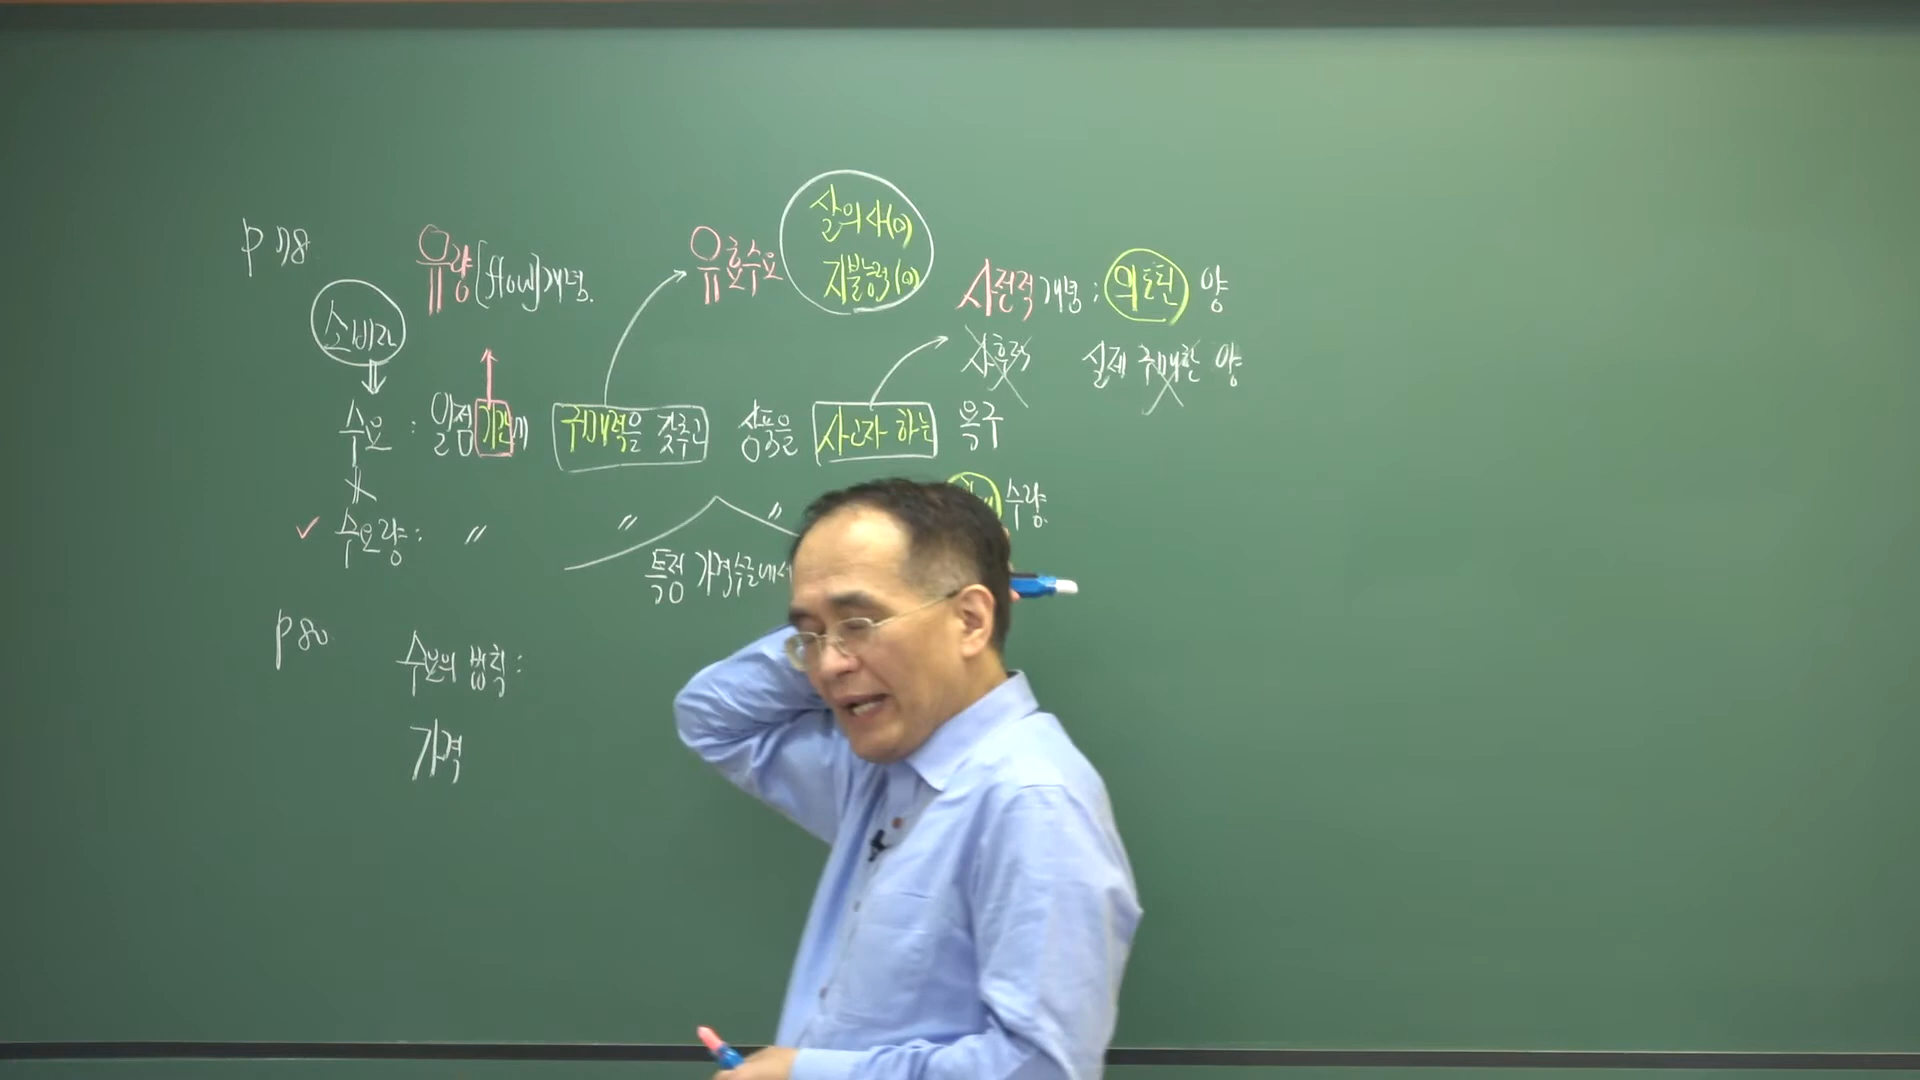 p 78
유량(flow)개념.
유효수요
살의사(o)
지불능력(o)
사전적 개념 : 의도된 양
사후적 실제 구매한 양
소비자
수요 : 일정기간에 구매력을 갖춘 상품을 사고자 하는 욕구
✓ 수요량 : 〃 〃 〃 수량.
특정 가격수준에서
p 80
수요의 법칙 :
가격